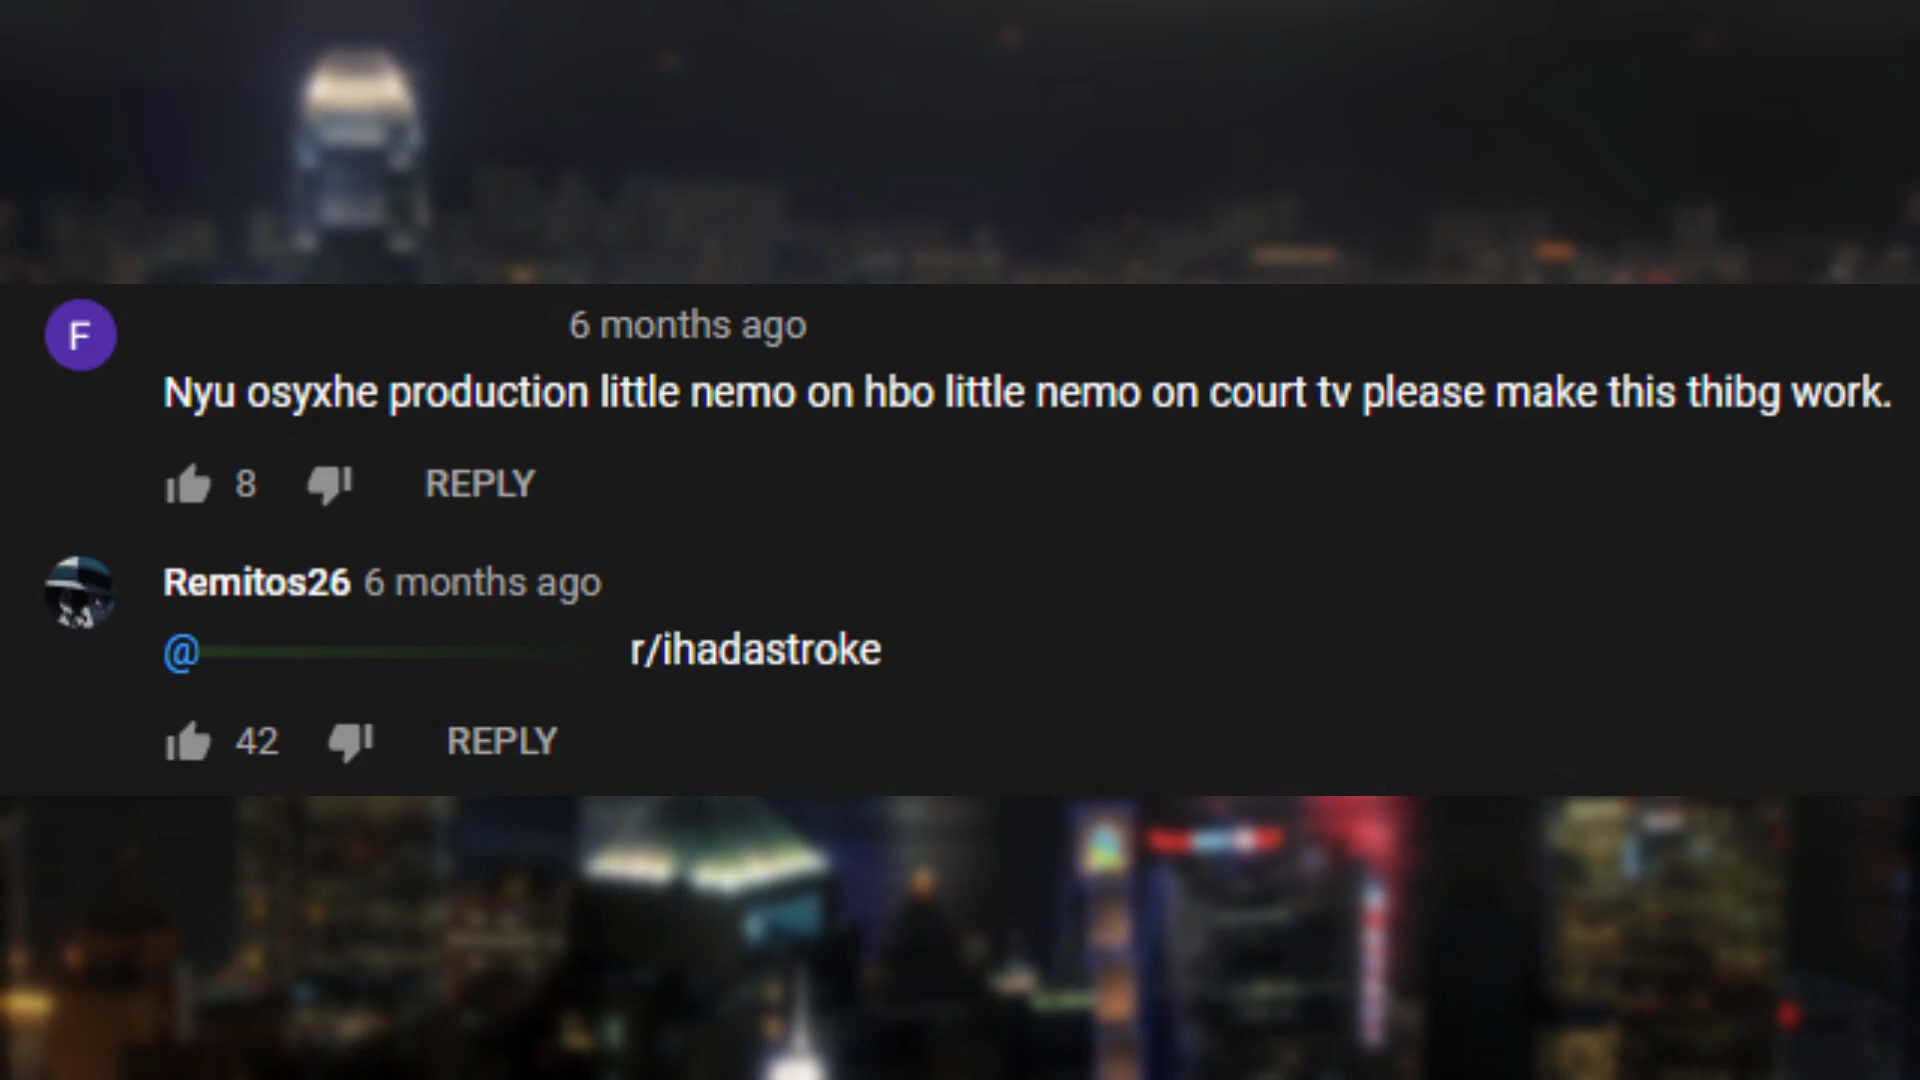 F
6 months ago
Nyu osyxhe production little nemo on hbo little nemo on court tv please make this thibg work.
8 REPLY
Remitos26 6 months ago
@ r/ihadastroke
42 REPLY